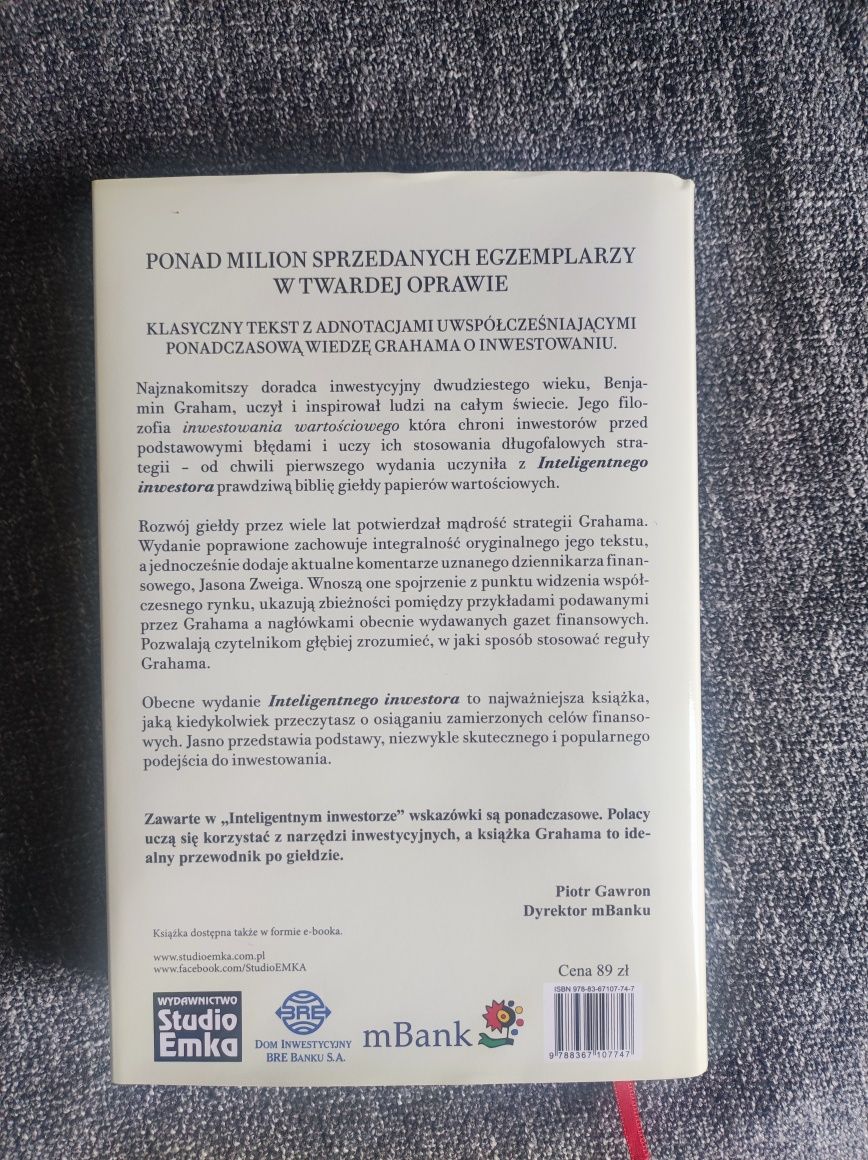 PONAD MILION SPRZEDANYCH EGZEMPLARZY
W TWARDEJ OPRAWIE
KLASYCZNY TEKST Z ADNOTACJAMI UWSPÓŁCZEŚNIAJĄCYMI
PONADCZASOWĄ WIEDZĘ GRAHAMA O INWESTOWANIU.
Najznakomitszy doradca inwestycyjny dwudziestego wieku, Benja-
min Graham, uczył i inspirował ludzi na całym świecie. Jego filo-
zofia inwestowania wartościowego która chroni inwestorów przed
podstawowymi błędami i uczy ich stosowania długofalowych stra-
tegii – od chwili pierwszego wydania uczyniła z Inteligentnego
inwestora prawdziwą biblię giełdy papierów wartościowych.
Rozwój giełdy przez wiele lat potwierdzał mądrość strategii Grahama.
Wydanie poprawione zachowuje integralność oryginalnego jego tekstu,
a jednocześnie dodaje aktualne komentarze uznanego dziennikarza finan-
sowego, Jasona Zweiga. Wnoszą one spojrzenie z punktu widzenia współ-
czesnego rynku, ukazują zbieżności pomiędzy przykładami podawanymi
przez Grahama a nagłówkami obecnie wydawanych gazet finansowych.
Pozwalają czytelnikom głębiej zrozumieć, w jaki sposób stosować reguły
Grahama.
Obecne wydanie Inteligentnego inwestora to najważniejsza książka,
jaką kiedykolwiek przeczytasz o osiąganiu zamierzonych celów finanso-
wych. Jasno przedstawia podstawy, niezwykle skutecznego i popularnego
podejścia do inwestowania.
Zawarte w „Inteligentnym inwestorze” wskazówki są ponadczasowe. Polacy
uczą się korzystać z narzędzi inwestycyjnych, a książka Grahama to ide-
alny przewodnik po giełdzie.
Piotr Gawron
Dyrektor mBanku
Książka dostępna także w formie e-booka.
www.studioemka.com.pl
www.facebook.com/StudioEMKA
Cena 89 zł
WYDAWNICTWO
Studio
Emka
BRE
DOM INWESTYCYJNY
BRE BANKU S.A.
mBank
ISBN 978-83-67107-74-7
9 788367 107747